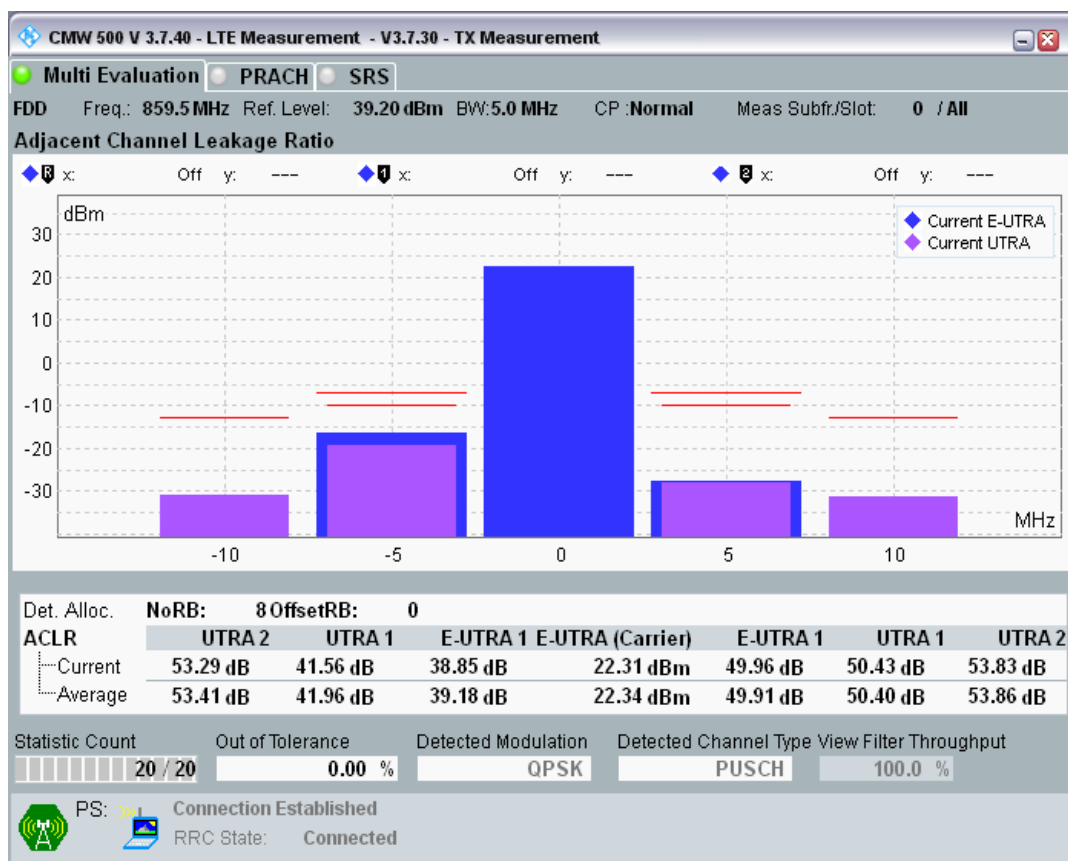 CMW 500 V 3.7.40 - LTE Measurement - V3.7.30 - TX Measurement
Multi Evaluation PRACH SRS
FDD Freq.: 859.5 MHz Ref. Level: 39.20 dBm BW:5.0 MHz CP :Normal Meas Subfr./Slot: 0 / All
Adjacent Channel Leakage Ratio
R x: Off y: --- 1 x: Off y: --- 2 x: Off y: ---
dBm
Current E-UTRA
Current UTRA
30
20
10
0
-10
-20
-30
MHz
-10 -5 0 5 10
Det. Alloc. NoRB: 8 OffsetRB: 0
ACLR UTRA 2 UTRA 1 E-UTRA 1 E-UTRA (Carrier) E-UTRA 1 UTRA 1 UTRA 2
Current 53.29 dB 41.56 dB 38.85 dB 22.31 dBm 49.96 dB 50.43 dB 53.83 dB
Average 53.41 dB 41.96 dB 39.18 dB 22.34 dBm 49.91 dB 50.40 dB 53.86 dB
Statistic Count Out of Tolerance Detected Modulation Detected Channel Type View Filter Throughput
20 / 20 0.00 % QPSK PUSCH 100.0 %
PS: Connection Established
RRC State: Connected